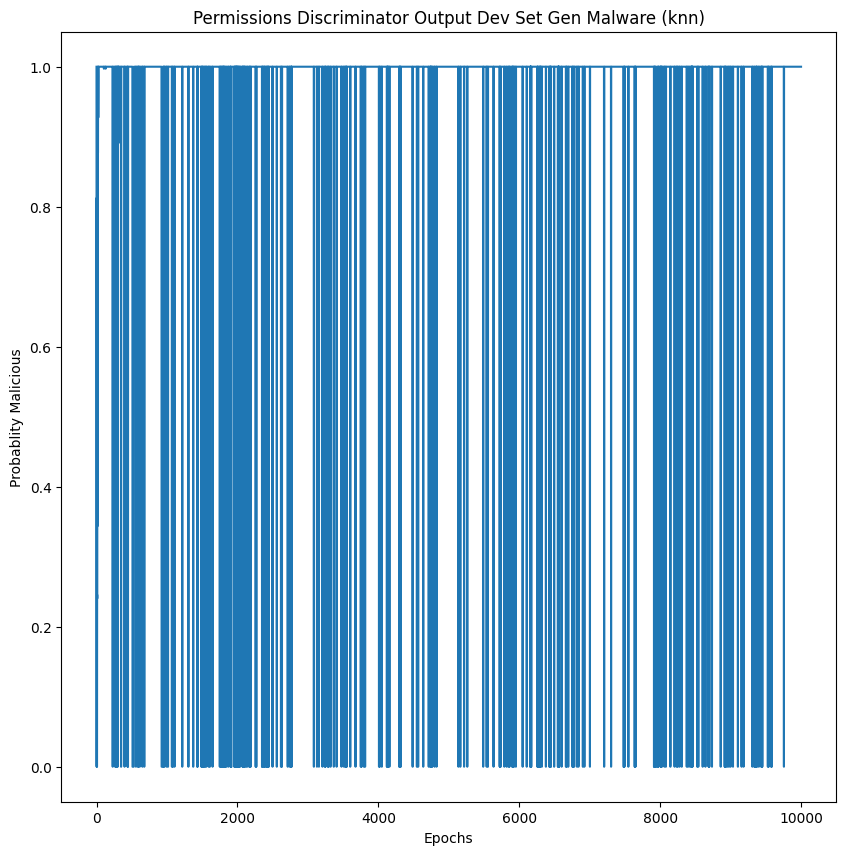 Permissions Discriminator Output Dev Set Gen Malware (knn)
1.0
0.8
0.6
0.4
0.2
0.0
Probablity Malicious
0 2000 4000 6000 8000 10000
Epochs